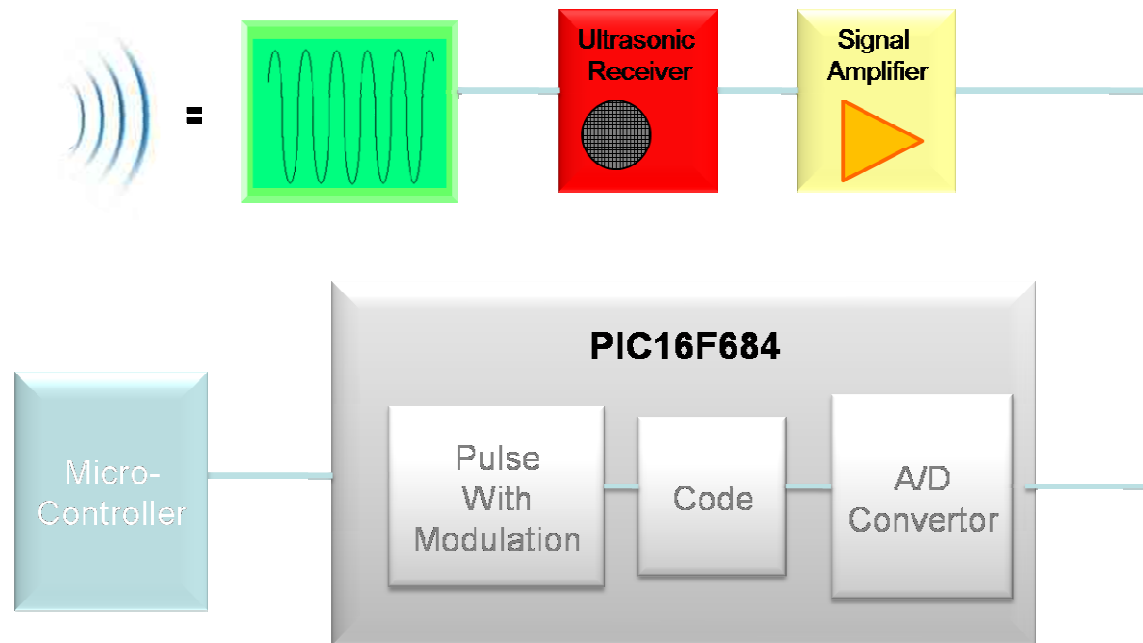 =
Ultrasonic
Receiver
Signal
Amplifier
PIC16F684
Micro-
Controller
Pulse
With
Modulation
Code
A/D
Convertor